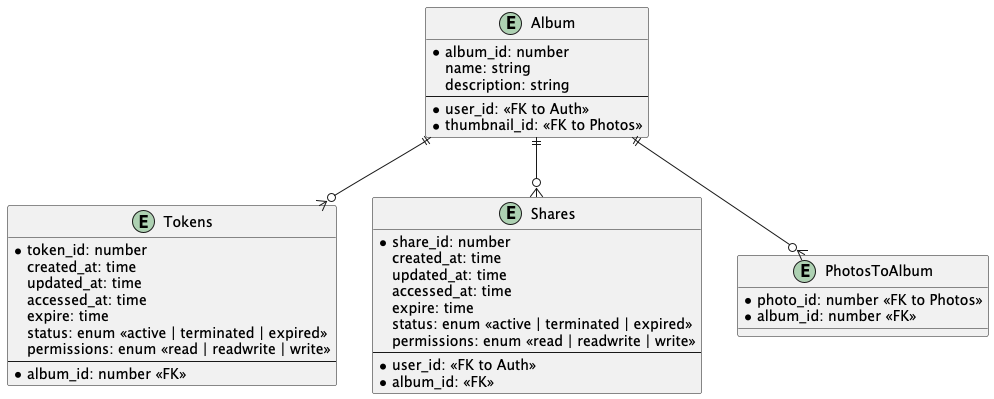 E Album
* album_id: number
name: string
description: string
* user_id: «FK to Auth»
* thumbnail_id: «FK to Photos»
E Tokens
* token_id: number
created_at: time
updated_at: time
accessed_at: time
expire: time
status: enum «active | terminated | expired»
permissions: enum «read | readwrite | write»
* album_id: number «FK»
E Shares
* share_id: number
created_at: time
updated_at: time
accessed_at: time
expire: time
status: enum «active | terminated | expired»
permissions: enum «read | readwrite | write»
* user_id: «FK to Auth»
* album_id: «FK»
E PhotosToAlbum
* photo_id: number «FK to Photos»
* album_id: number «FK»